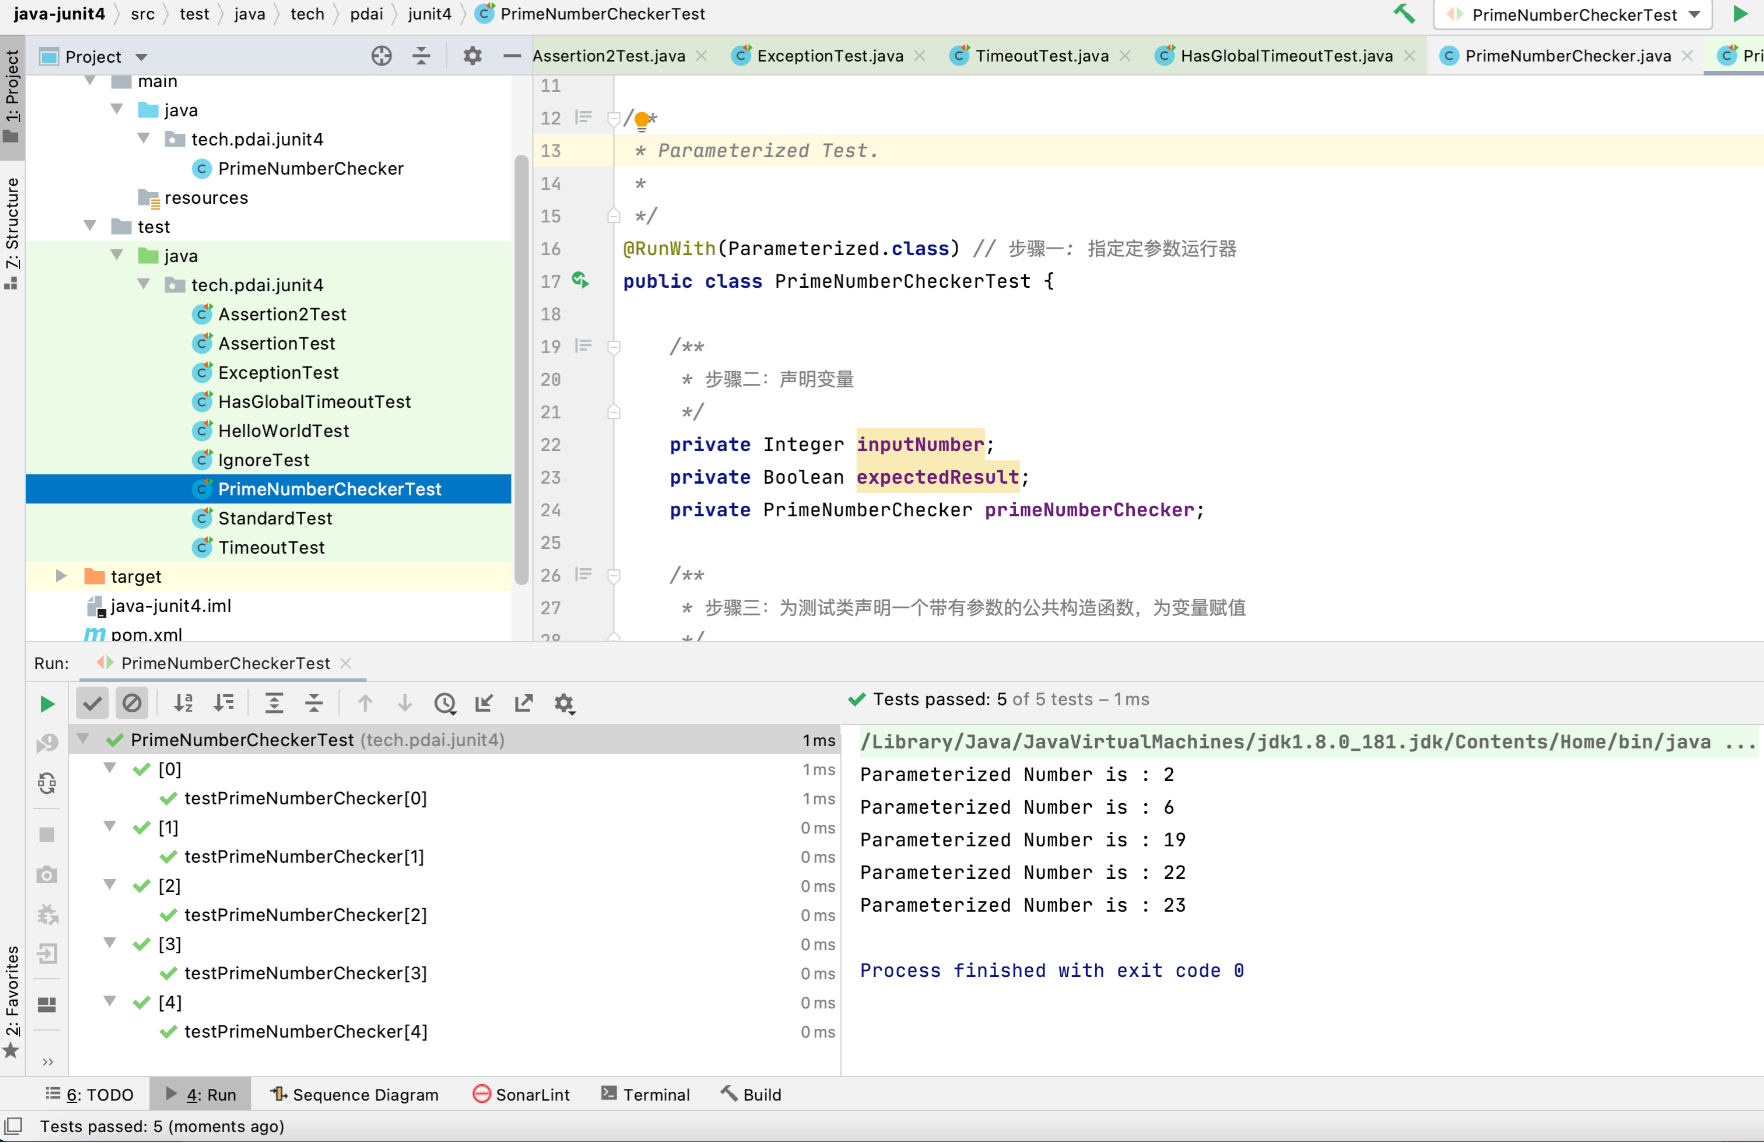 java-junit4 src test java tech pdai junit4 PrimeNumberCheckerTest
PrimeNumberCheckerTest
1: Project
Z: Structure
2: Favorites
Project
Assertion2Test.java ExceptionTest.java TimeoutTest.java HasGlobalTimeoutTest.java PrimeNumberChecker.java Pri
main
java
tech.pdai.junit4
PrimeNumberChecker
resources
test
java
tech.pdai.junit4
Assertion2Test
AssertionTest
ExceptionTest
HasGlobalTimeoutTest
HelloWorldTest
IgnoreTest
PrimeNumberCheckerTest
StandardTest
TimeoutTest
target
java-junit4.iml
pom.xml
11
12 /**
13 * Parameterized Test.
14 *
15 */
16 @RunWith(Parameterized.class) // 步骤一: 指定定参数运行器
17 public class PrimeNumberCheckerTest {
18
19 /**
20 * 步骤二：声明变量
21 */
22 private Integer inputNumber;
23 private Boolean expectedResult;
24 private PrimeNumberChecker primeNumberChecker;
25
26 /**
27 * 步骤三：为测试类声明一个带有参数的公共构造函数，为变量赋值
28 */
Run: PrimeNumberCheckerTest
Tests passed: 5 of 5 tests – 1 ms
PrimeNumberCheckerTest (tech.pdai.junit4) 1 ms
[0] 1 ms
testPrimeNumberChecker[0] 1 ms
[1] 0 ms
testPrimeNumberChecker[1] 0 ms
[2] 0 ms
testPrimeNumberChecker[2] 0 ms
[3] 0 ms
testPrimeNumberChecker[3] 0 ms
[4] 0 ms
testPrimeNumberChecker[4] 0 ms
/Library/Java/JavaVirtualMachines/jdk1.8.0_181.jdk/Contents/Home/bin/java ...
Parameterized Number is : 2
Parameterized Number is : 6
Parameterized Number is : 19
Parameterized Number is : 22
Parameterized Number is : 23
Process finished with exit code 0
6: TODO 4: Run Sequence Diagram SonarLint Terminal Build
Tests passed: 5 (moments ago)